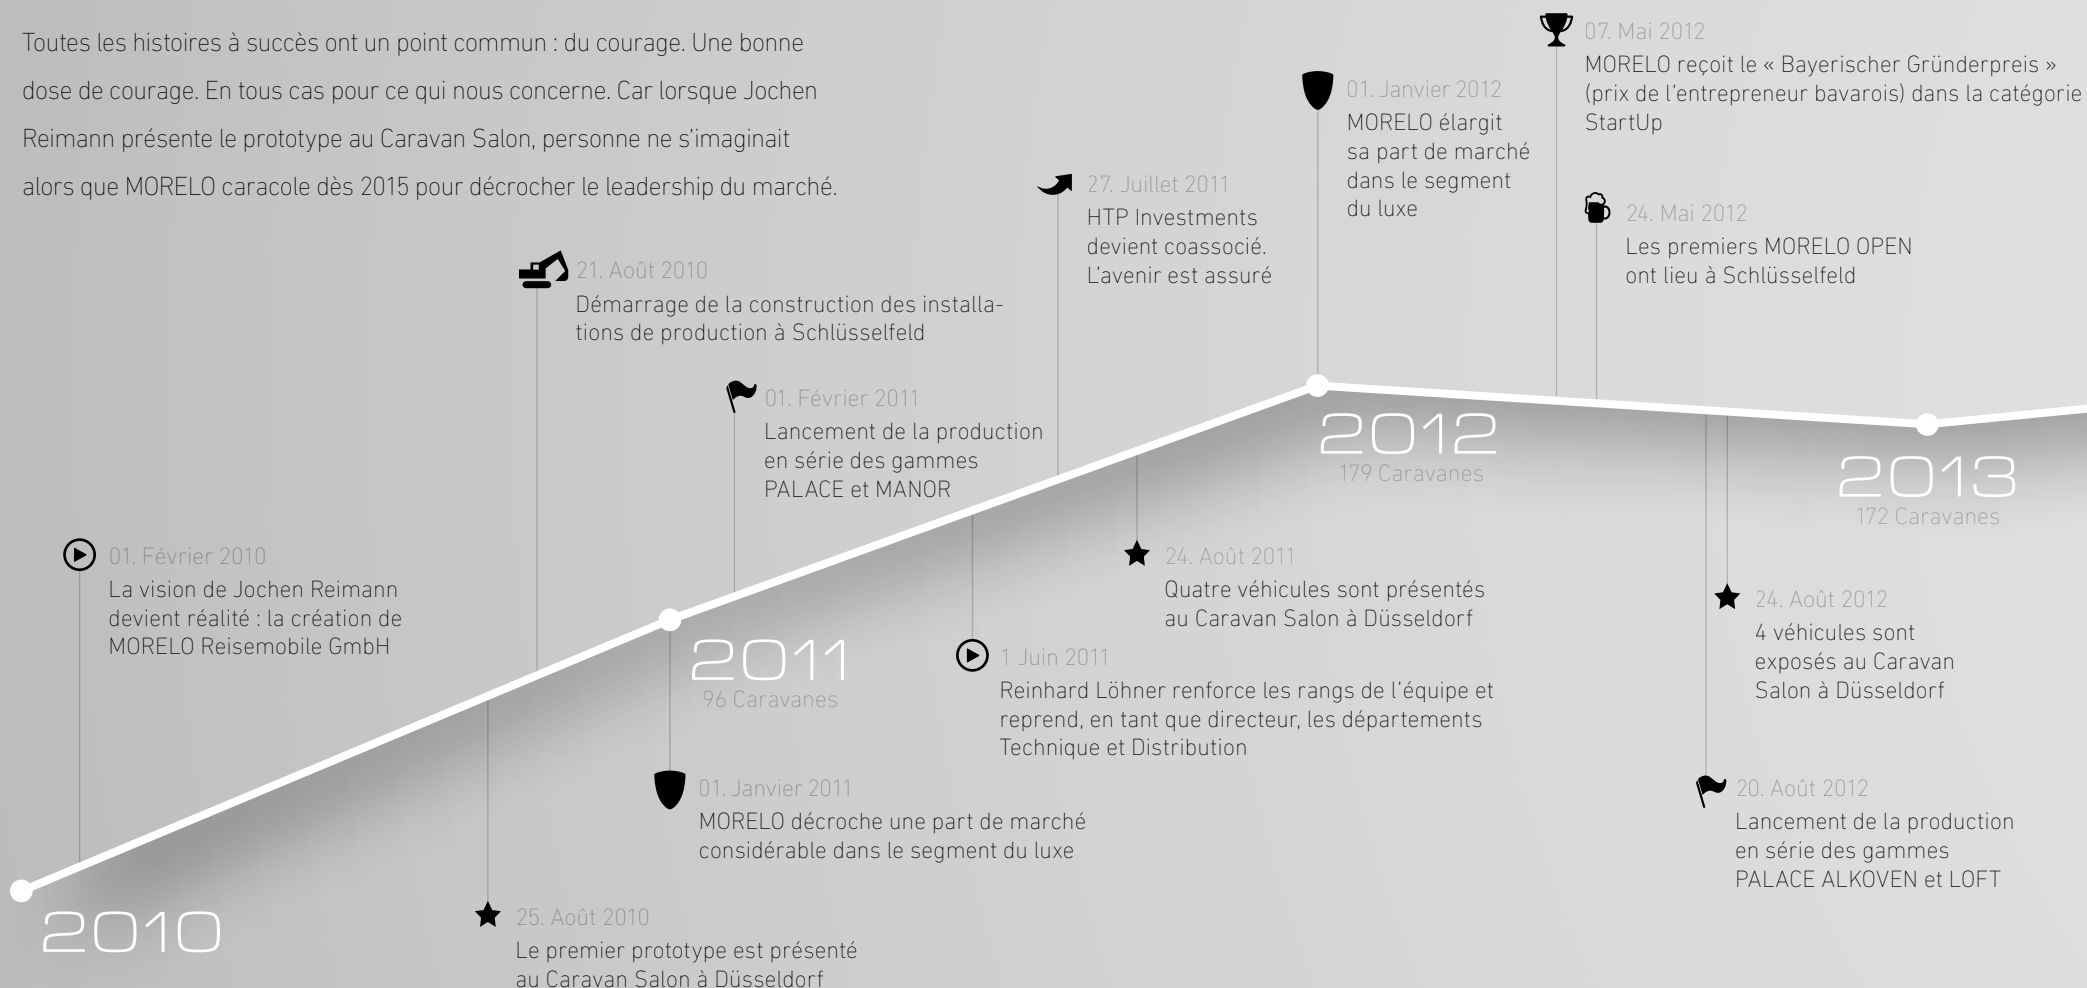 Toutes les histoires à succès ont un point commun : du courage. Une bonne
dose de courage. En tous cas pour ce qui nous concerne. Car lorsque Jochen
Reimann présente le prototype au Caravan Salon, personne ne s'imaginait
alors que MORELO caracole dès 2015 pour décrocher le leadership du marché.
01. Février 2010
La vision de Jochen Reimann
devient réalité : la création de
MORELO Reisemobile GmbH
2010
25. Août 2010
Le premier prototype est présenté
au Caravan Salon à Düsseldorf
21. Août 2010
Démarrage de la construction des installa-
tions de production à Schlüsselfeld
2011
96 Caravanes
01. Janvier 2011
MORELO décroche une part de marché
considérable dans le segment du luxe
01. Février 2011
Lancement de la production
en série des gammes
PALACE et MANOR
1 Juin 2011
Reinhard Löhner renforce les rangs de l'équipe et
reprend, en tant que directeur, les départements
Technique et Distribution
27. Juillet 2011
HTP Investments
devient coassocié.
L'avenir est assuré
24. Août 2011
Quatre véhicules sont présentés
au Caravan Salon à Düsseldorf
01. Janvier 2012
MORELO élargit
sa part de marché
dans le segment
du luxe
2012
179 Caravanes
07. Mai 2012
MORELO reçoit le « Bayerischer Gründerpreis »
(prix de l'entrepreneur bavarois) dans la catégorie
StartUp
24. Mai 2012
Les premiers MORELO OPEN
ont lieu à Schlüsselfeld
20. Août 2012
Lancement de la production
en série des gammes
PALACE ALKOVEN et LOFT
24. Août 2012
4 véhicules sont
exposés au Caravan
Salon à Düsseldorf
2013
172 Caravanes